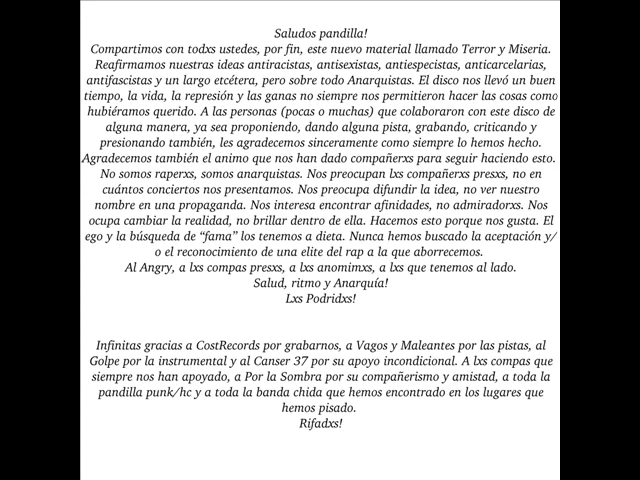 Saludos pandilla!
Compartimos con todxs ustedes, por fin, este nuevo material llamado Terror y Miseria.
Reafirmamos nuestras ideas antiracistas, antisexistas, antiespecistas, anticarcelarias,
antifascistas y un largo etcétera, pero sobre todo Anarquistas. El disco nos llevó un buen
tiempo, la vida, la represión y las ganas no siempre nos permitieron hacer las cosas como
hubiéramos querido. A las personas (pocas o muchas) que colaboraron con este disco de
alguna manera, ya sea proponiendo, dando alguna pista, grabando, criticando y
presionando también, les agradecemos sinceramente como siempre lo hemos hecho.
Agradecemos también el animo que nos han dado compañerxs para seguir haciendo esto.
No somos raperxs, somos anarquistas. Nos preocupan lxs compañerxs presxs, no en
cuántos conciertos nos presentamos. Nos preocupa difundir la idea, no ver nuestro
nombre en una propaganda. Nos interesa encontrar afinidades, no admiradorxs. Nos
ocupa cambiar la realidad, no brillar dentro de ella. Hacemos esto porque nos gusta. El
ego y la búsqueda de “fama” los tenemos a dieta. Nunca hemos buscado la aceptación y/
o el reconocimiento de una elite del rap a la que aborrecemos.
Al Angry, a lxs compas presxs, a lxs anomimxs, a lxs que tenemos al lado.
Salud, ritmo y Anarquía!
Lxs Podridxs!
Infinitas gracias a CostRecords por grabarnos, a Vagos y Maleantes por las pistas, al
Golpe por la instrumental y al Canser 37 por su apoyo incondicional. A lxs compas que
siempre nos han apoyado, a Por la Sombra por su compañerismo y amistad, a toda la
pandilla punk/hc y a toda la banda chida que hemos encontrado en los lugares que
hemos pisado.
Rifadxs!